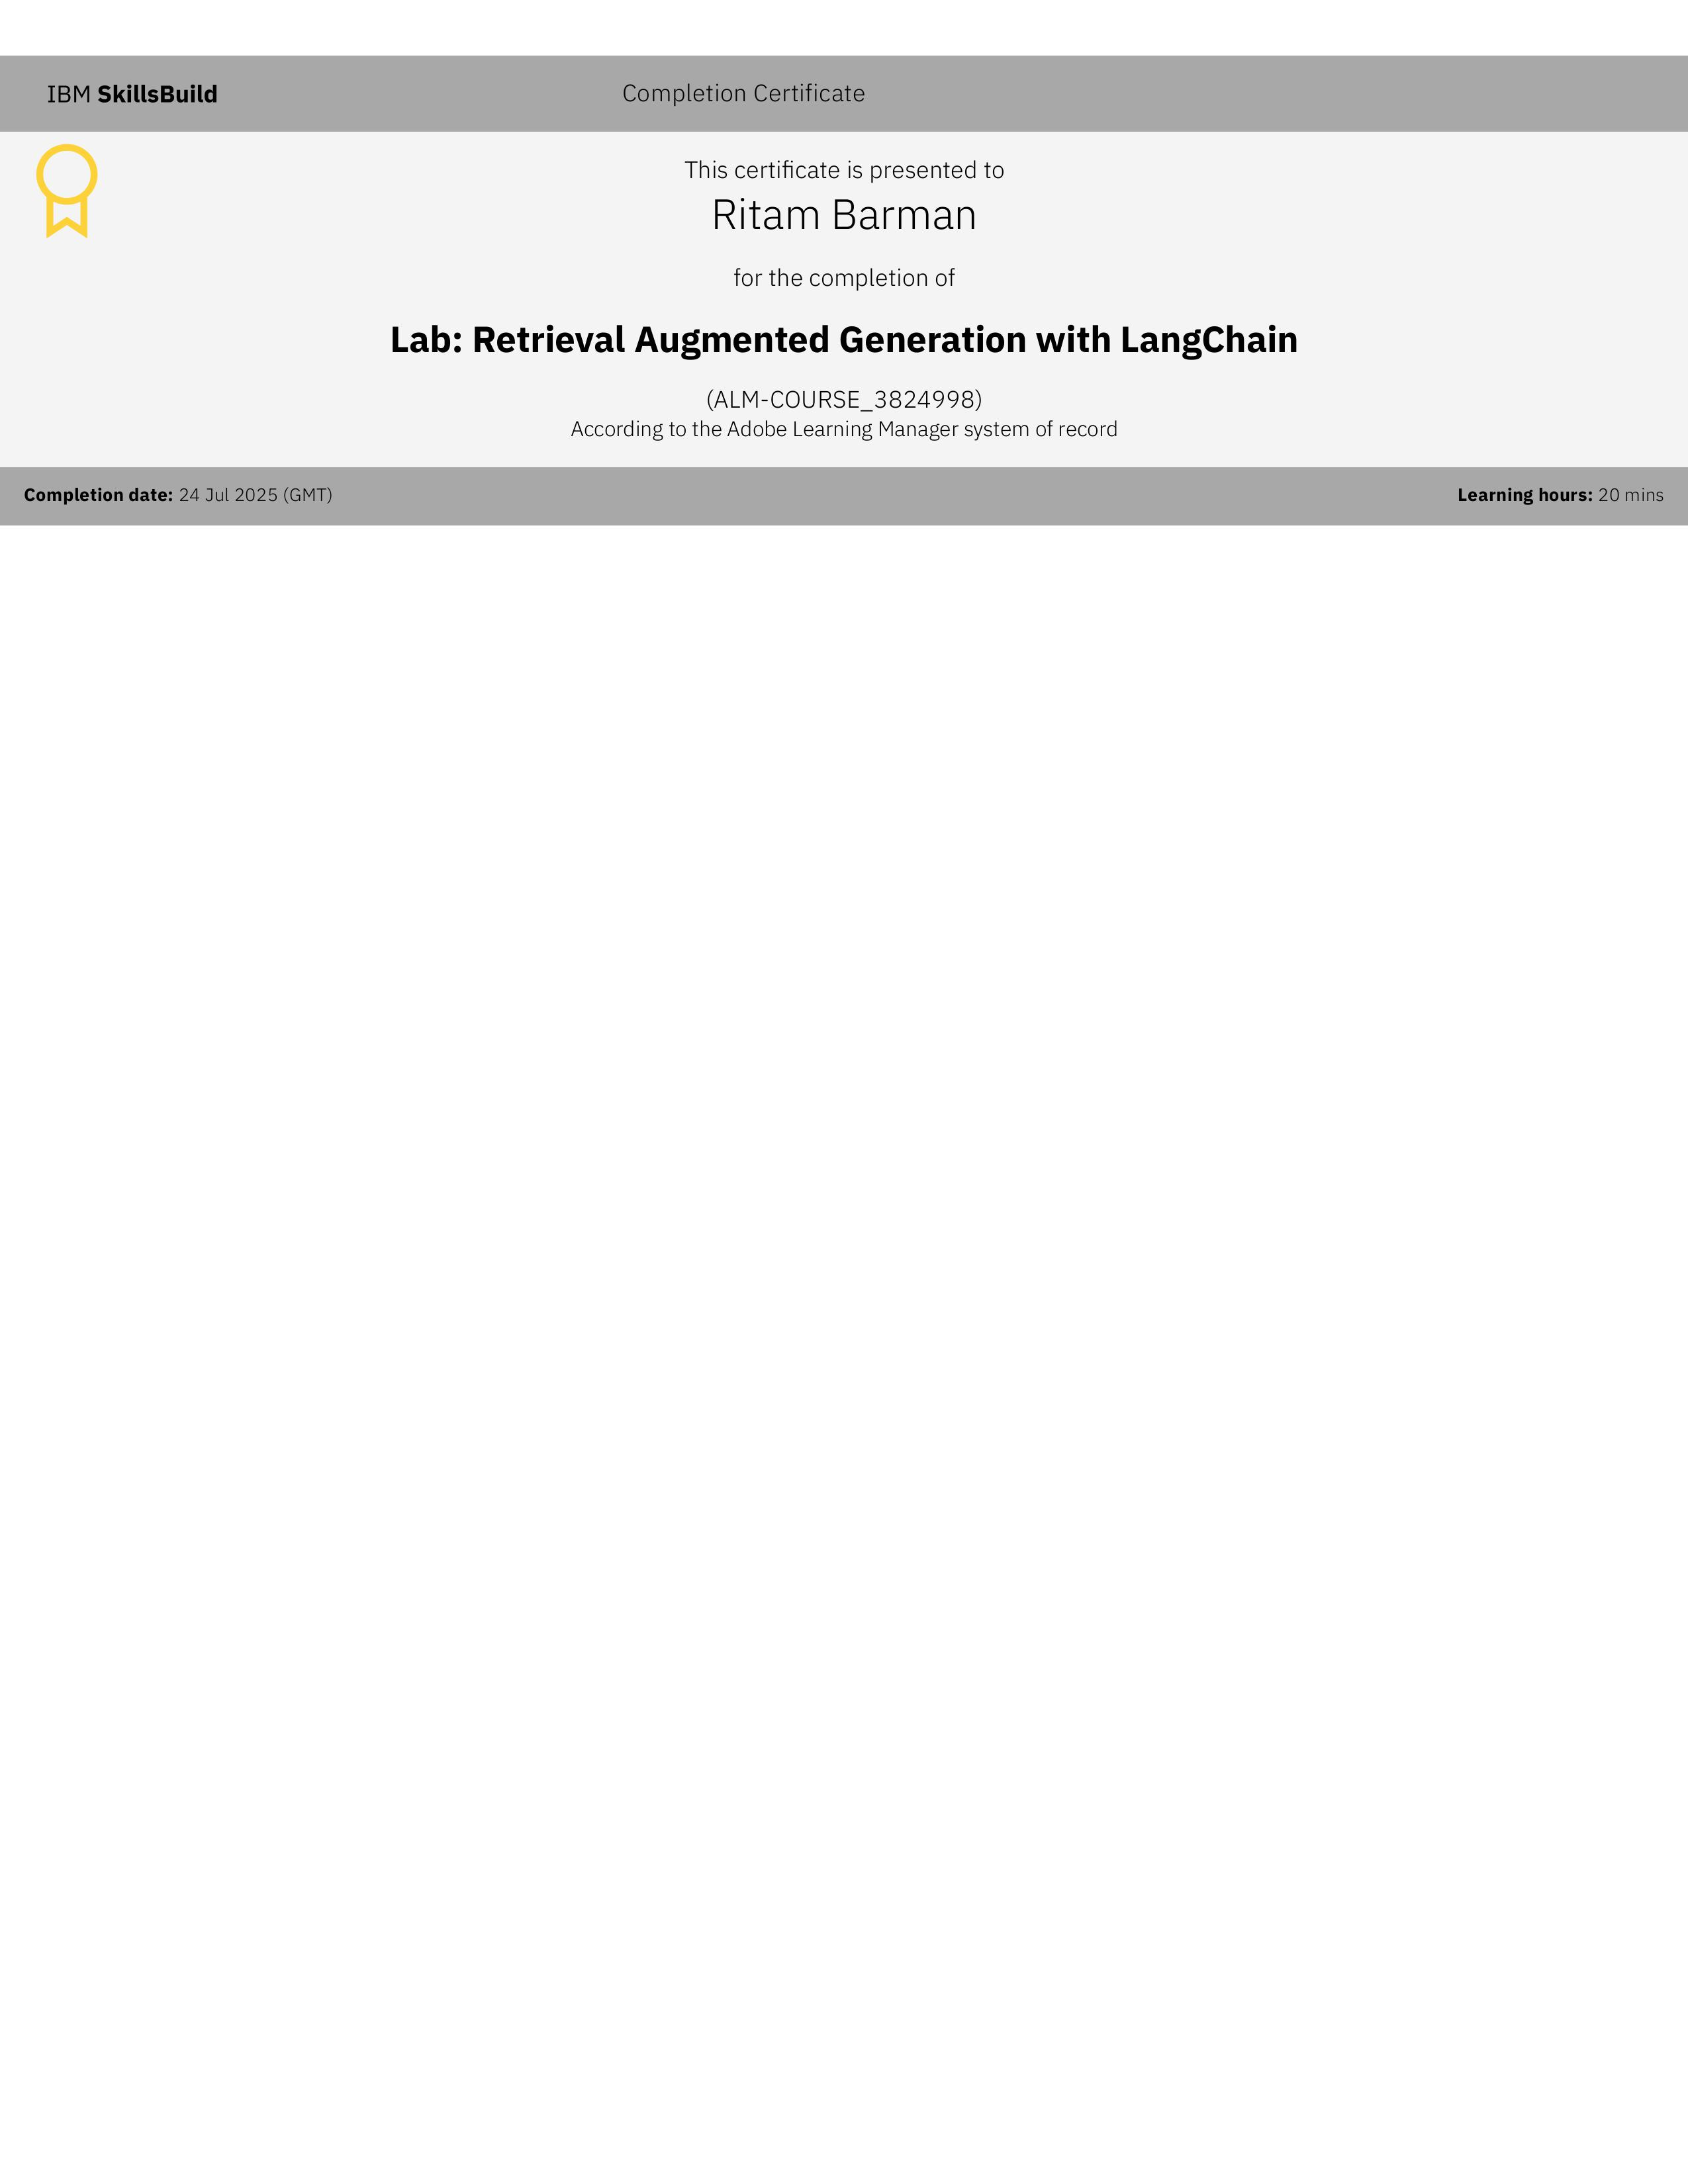 IBM SkillsBuild
Completion Certificate
This certificate is presented to
Ritam Barman
for the completion of
Lab: Retrieval Augmented Generation with LangChain
(ALM-COURSE_3824998)
According to the Adobe Learning Manager system of record
Completion date: 24 Jul 2025 (GMT)
Learning hours: 20 mins